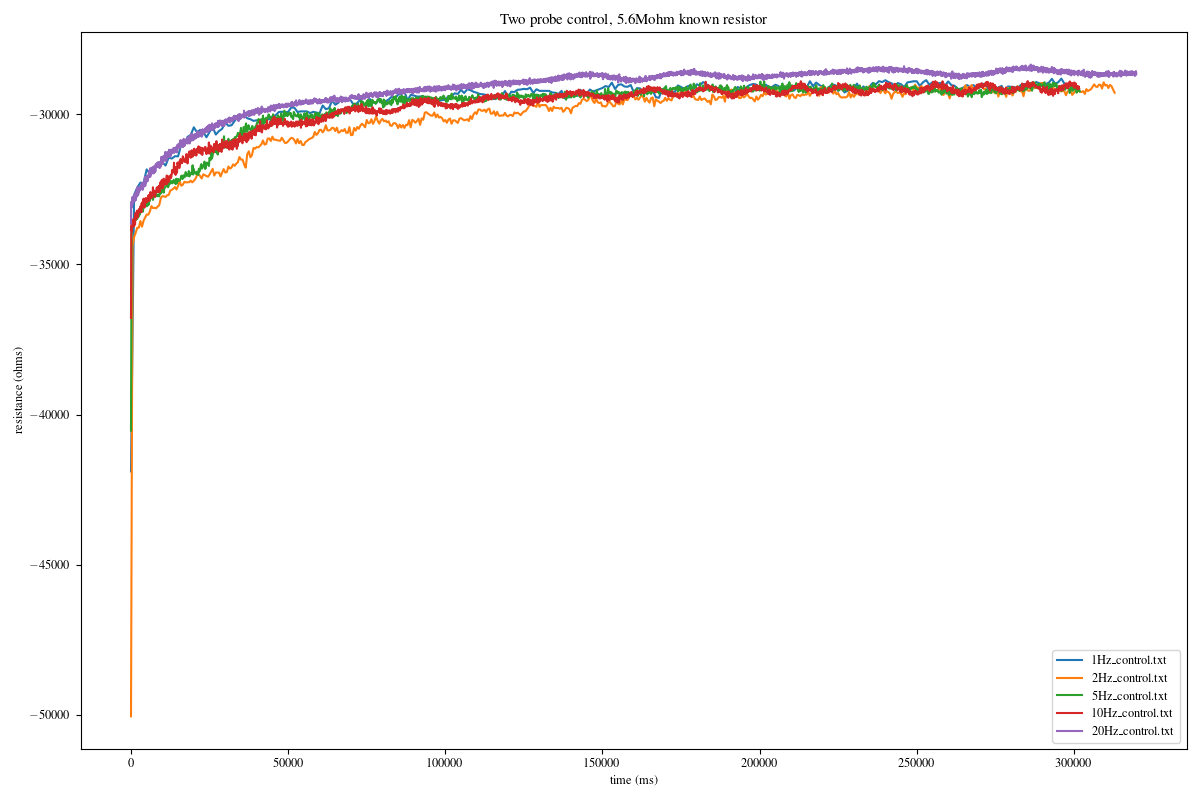 Two probe control, 5.6Mohm known resistor
−30000
−35000
−40000
−45000
−50000
resistance (ohms)
0
50000
100000
150000
200000
250000
300000
time (ms)
1Hz_control.txt
2Hz_control.txt
5Hz_control.txt
10Hz_control.txt
20Hz_control.txt